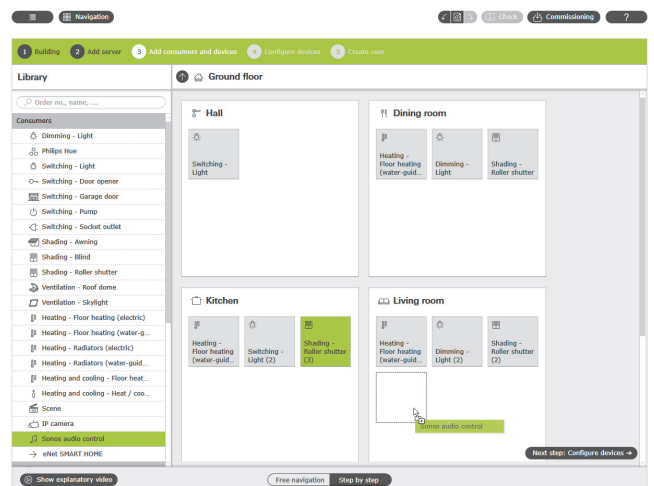 Navigation
Check
Commissioning
?
1 Building
2 Add server
3 Add consumers and devices
4 Configure devices
5 Create user
Library
Ground floor
Order no., name, ....
Consumers
Dimming - Light
Philips Hue
Switching - Light
Switching - Door opener
Switching - Garage door
Switching - Pump
Switching - Socket outlet
Shading - Awning
Shading - Blind
Shading - Roller shutter
Ventilation - Roof dome
Ventilation - Skylight
Heating - Floor heating (electric)
Heating - Floor heating (water-g...
Heating - Radiators (electric)
Heating - Radiators (water-guid...
Heating and cooling - Floor heat...
Heating and cooling - Heat / coo...
Scene
IP camera
Sonos audio control
eNet SMART HOME
Hall
Switching -
Light
Dining room
Heating -
Floor heating
(water-guid...
Dimming -
Light
Shading -
Roller shutter
Kitchen
Heating -
Floor heating
(water-guid...
Switching -
Light (2)
Shading -
Roller shutter
(3)
Living room
Heating -
Floor heating
(water-guid...
Dimming -
Light (2)
Shading -
Roller shutter
(2)
Sonos audio control
Next step: Configure devices →
Show explanatory video
Free navigation
Step by step